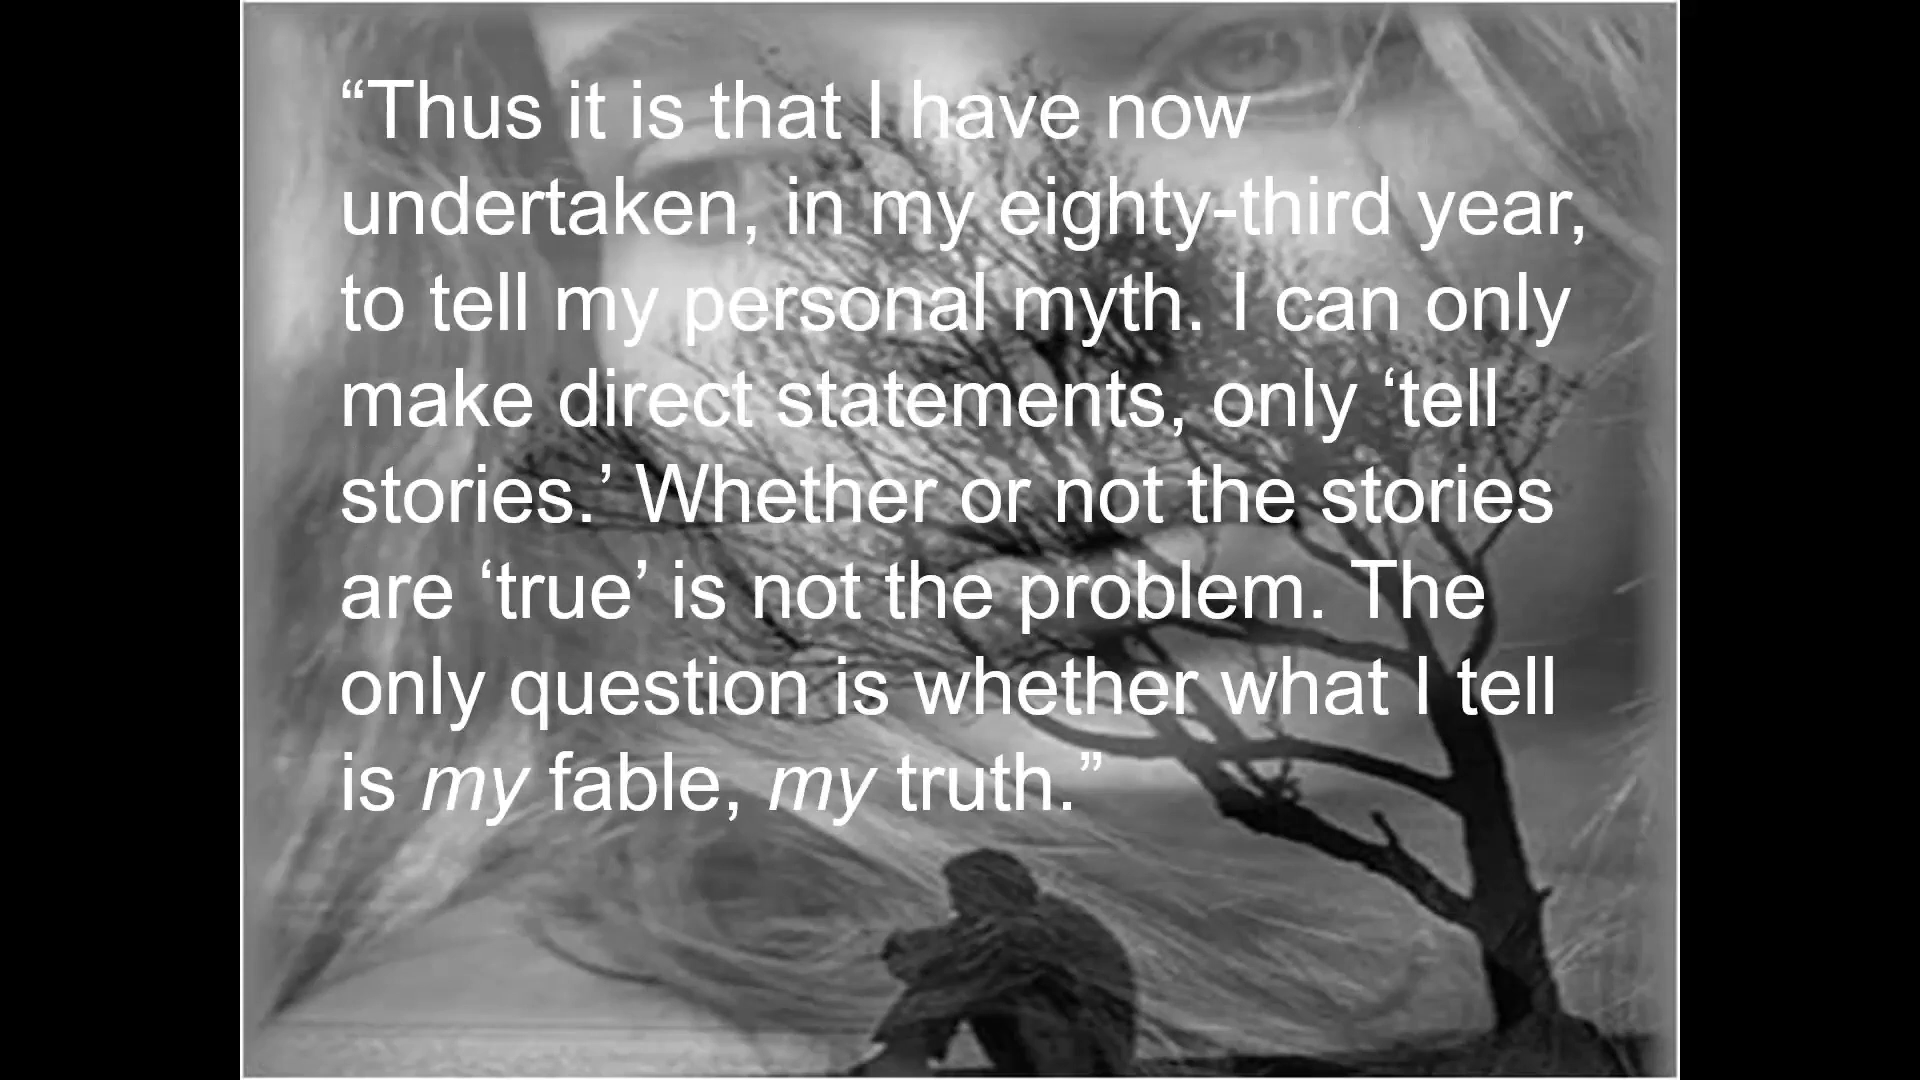 “Thus it is that I have now
undertaken, in my eighty-third year,
to tell my personal myth. I can only
make direct statements, only ‘tell
stories.’ Whether or not the stories
are ‘true’ is not the problem. The
only question is whether what I tell
is my fable, my truth.”